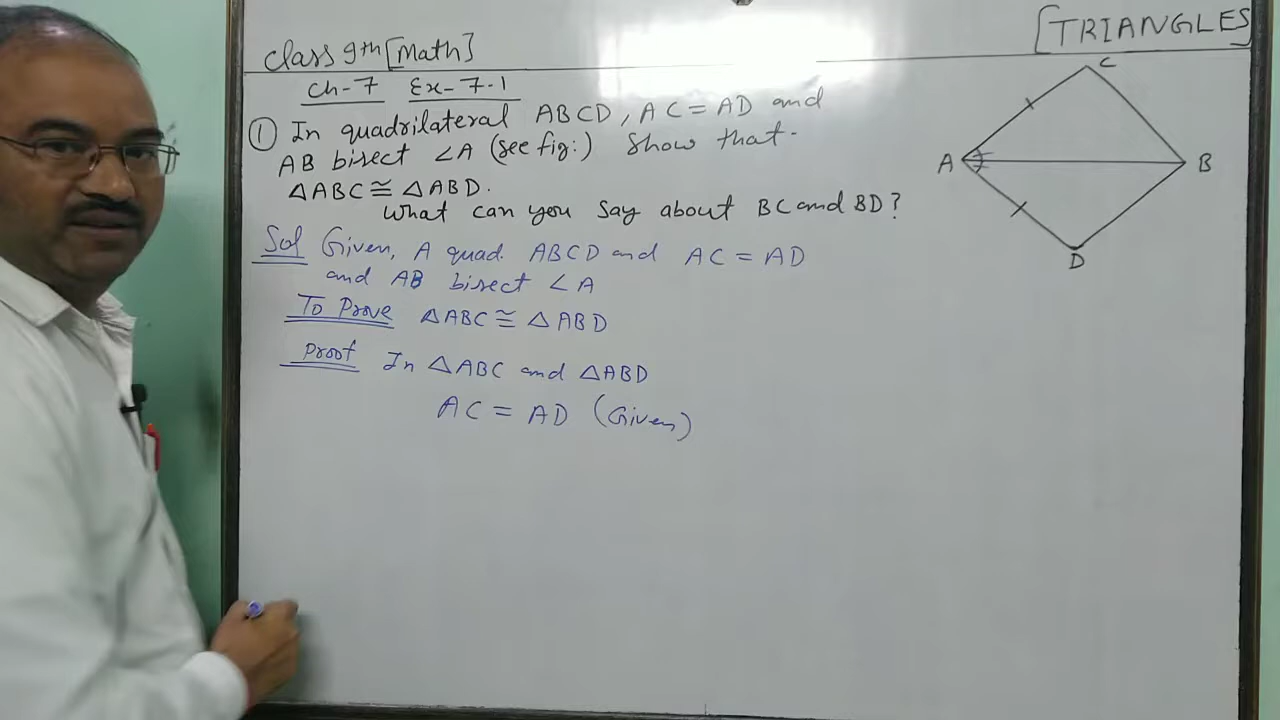 [TRIANGLES]
Class 9th [Math]
Ch-7 Ex-7.1
① In quadrilateral ABCD, AC = AD and
AB bisect ∠A (see fig:) Show that
△ABC ≅ △ABD.
What can you say about BC and BD?
Sol Given, A quad. ABCD and AC = AD
and AB bisect ∠A
To Prove △ABC ≅ △ABD
Proof In △ABC and △ABD
AC = AD (Given)
C
A
B
D